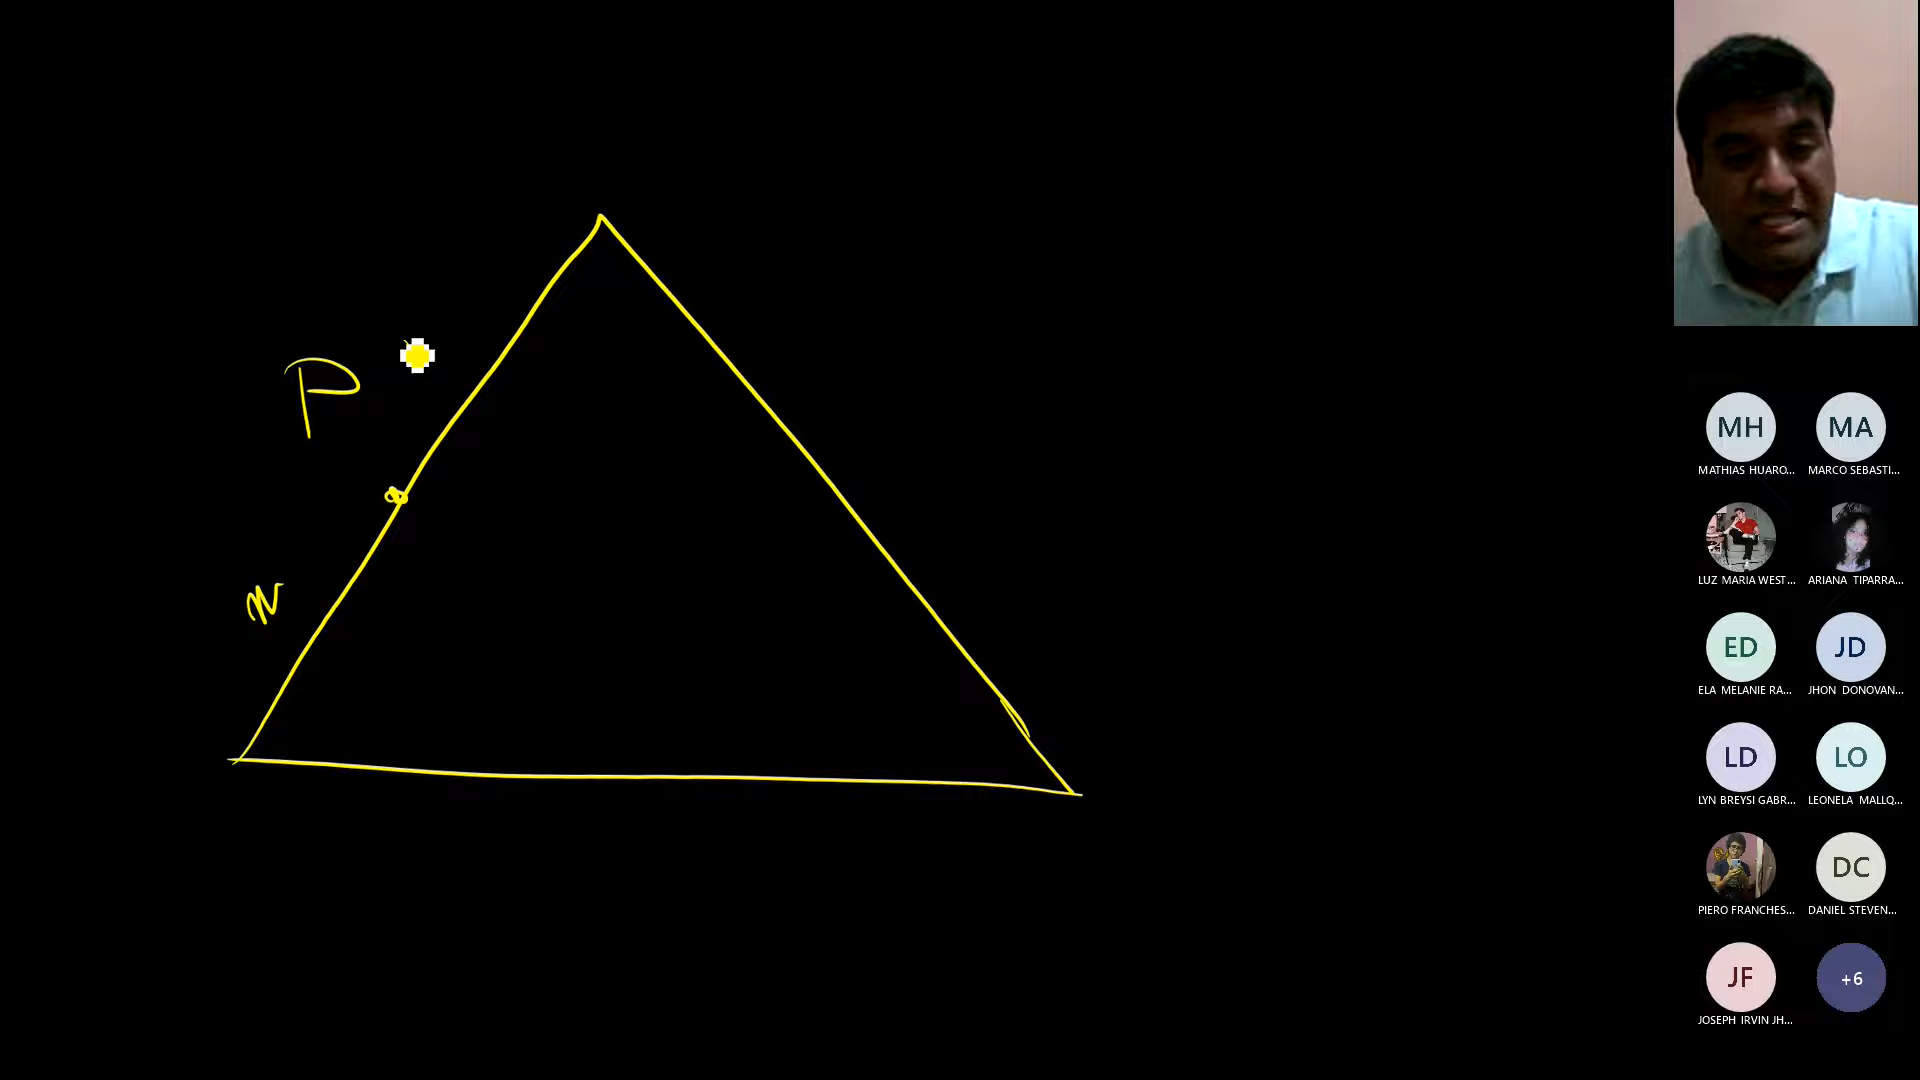 P
n
MH
MA
MATHIAS HUARO...
MARCO SEBASTI...
LUZ MARIA WEST...
ARIANA TIPARRA...
ED
JD
ELA MELANIE RA...
JHON DONOVAN...
LD
LO
LYN BREYSI GABR...
LEONELA MALLQ...
PIERO FRANCHES...
DC
DANIEL STEVEN...
JF
+6
JOSEPH IRVIN JH...